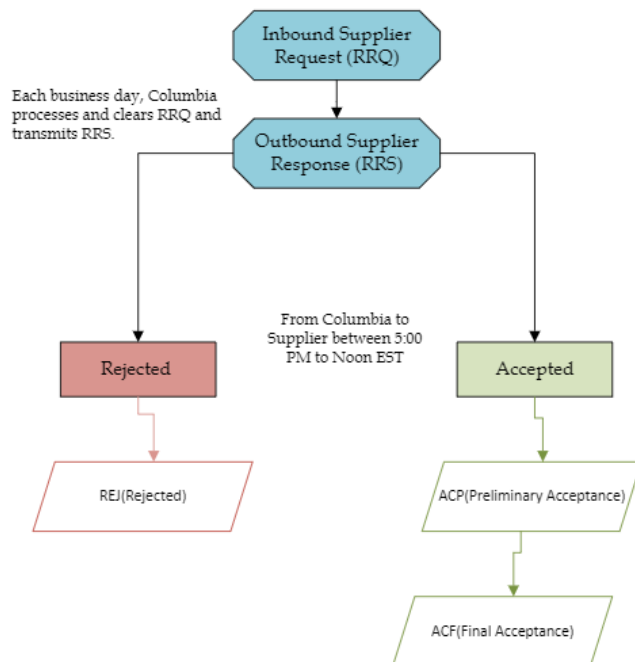 Inbound Supplier
Request (RRQ)
Each business day, Columbia
processes and clears RRQ and
transmits RRS.
Outbound Supplier
Response (RRS)
From Columbia to
Supplier between 5:00
PM to Noon EST
Rejected
Accepted
REJ(Rejected)
ACP(Preliminary Acceptance)
ACF(Final Acceptance)